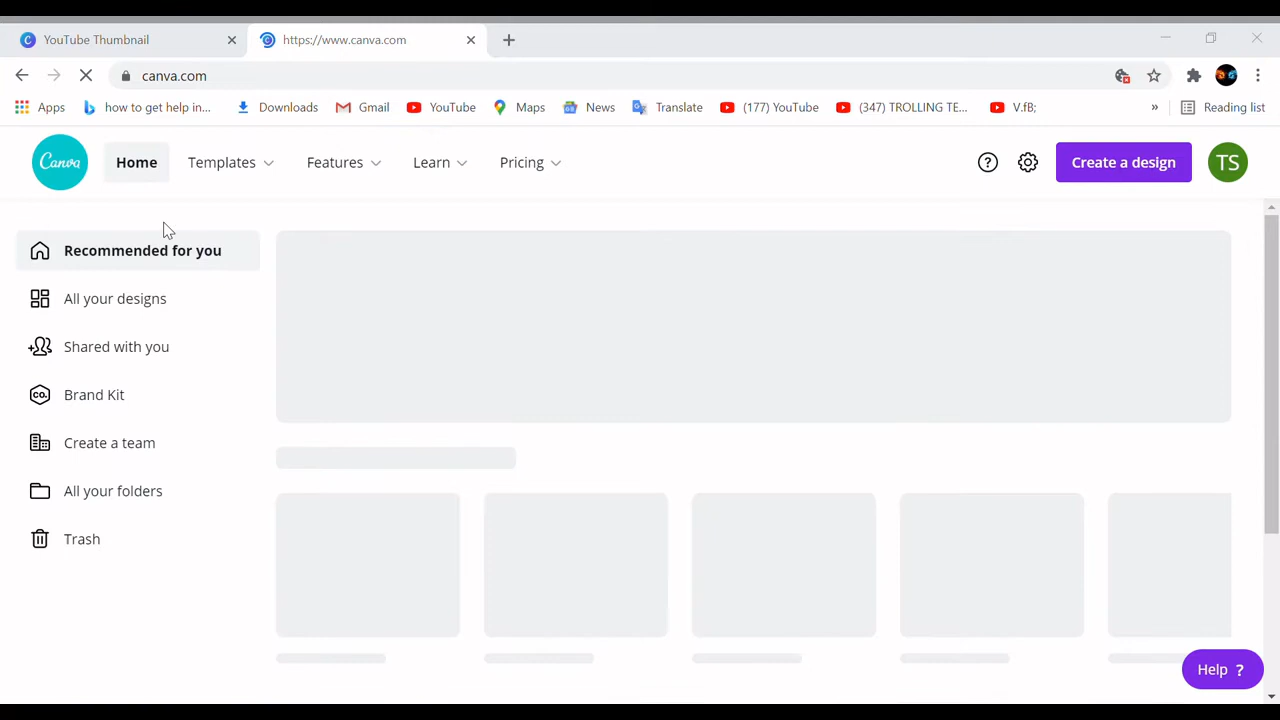 YouTube Thumbnail
https://www.canva.com
canva.com
Apps
how to get help in...
Downloads
Gmail
YouTube
Maps
News
Translate
(177) YouTube
(347) TROLLING TE...
V.fB;
»
Reading list
Canva
Home
Templates
Features
Learn
Pricing
Create a design
TS
Recommended for you
All your designs
Shared with you
co.
Brand Kit
Create a team
All your folders
Trash
Help ?